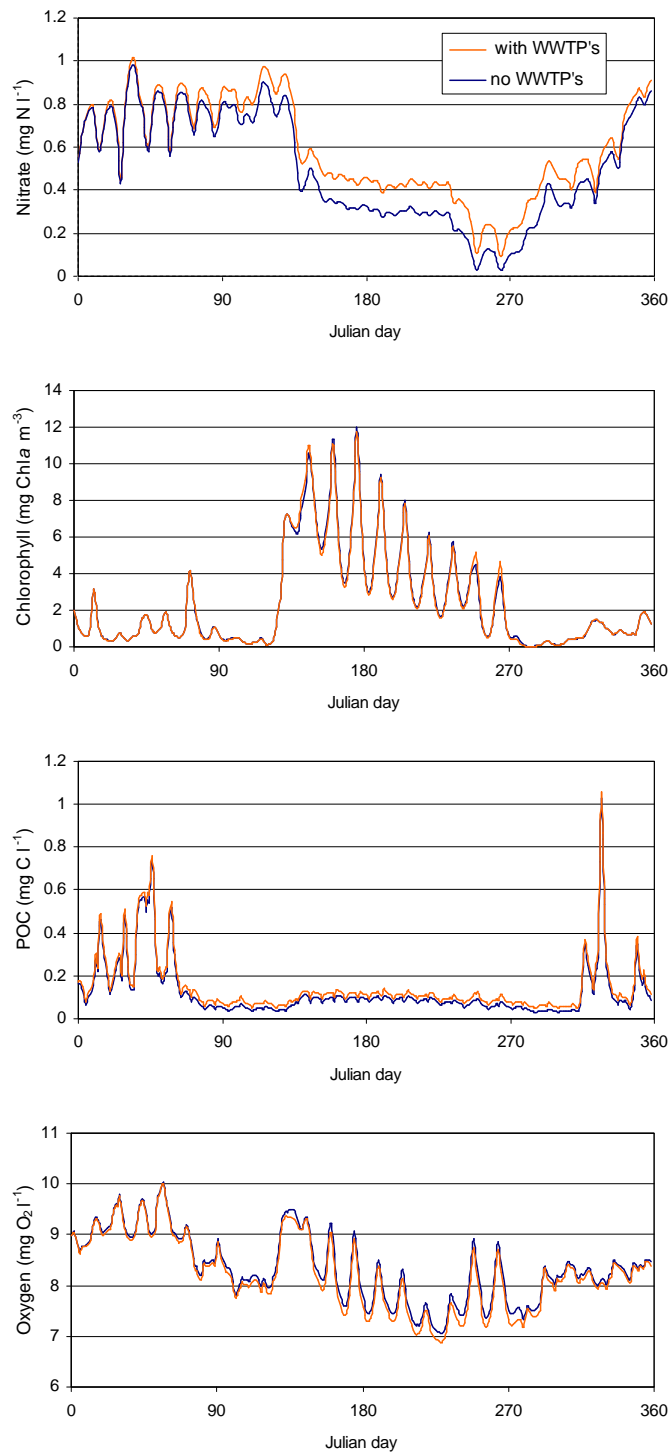 1.2
1
0.8
0.6
0.4
0.2
0
Nitrate (mg N l⁻¹)
with WWTP's
no WWTP's
0 90 180 270 360
Julian day
14
12
10
8
6
4
2
0
Chlorophyll (mg Chla m⁻³)
0 90 180 270 360
Julian day
1.2
1
0.8
0.6
0.4
0.2
0
POC (mg C l⁻¹)
0 90 180 270 360
Julian day
11
10
9
8
7
6
Oxygen (mg O₂ l⁻¹)
0 90 180 270 360
Julian day